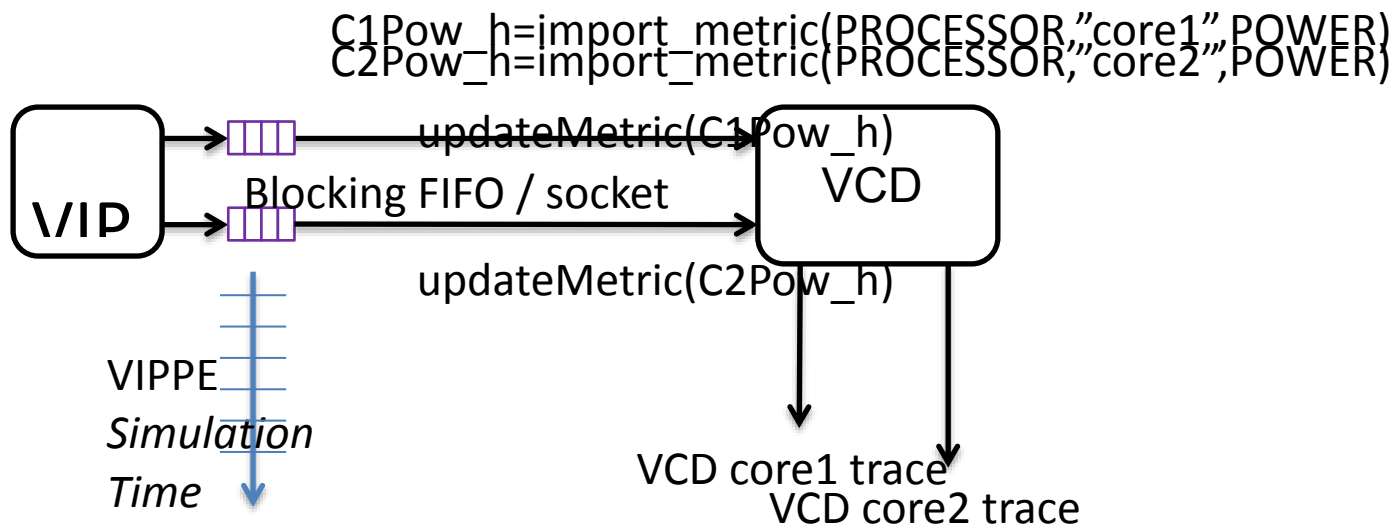 C1Pow_h=import_metric(PROCESSOR,”core1”,POWER)
C2Pow_h=import_metric(PROCESSOR,”core2”,POWER)
updateMetric(C1Pow_h)
VCD
Blocking FIFO / socket
VIP
updateMetric(C2Pow_h)
VIPPE
Simulation
Time
VCD core1 trace
VCD core2 trace